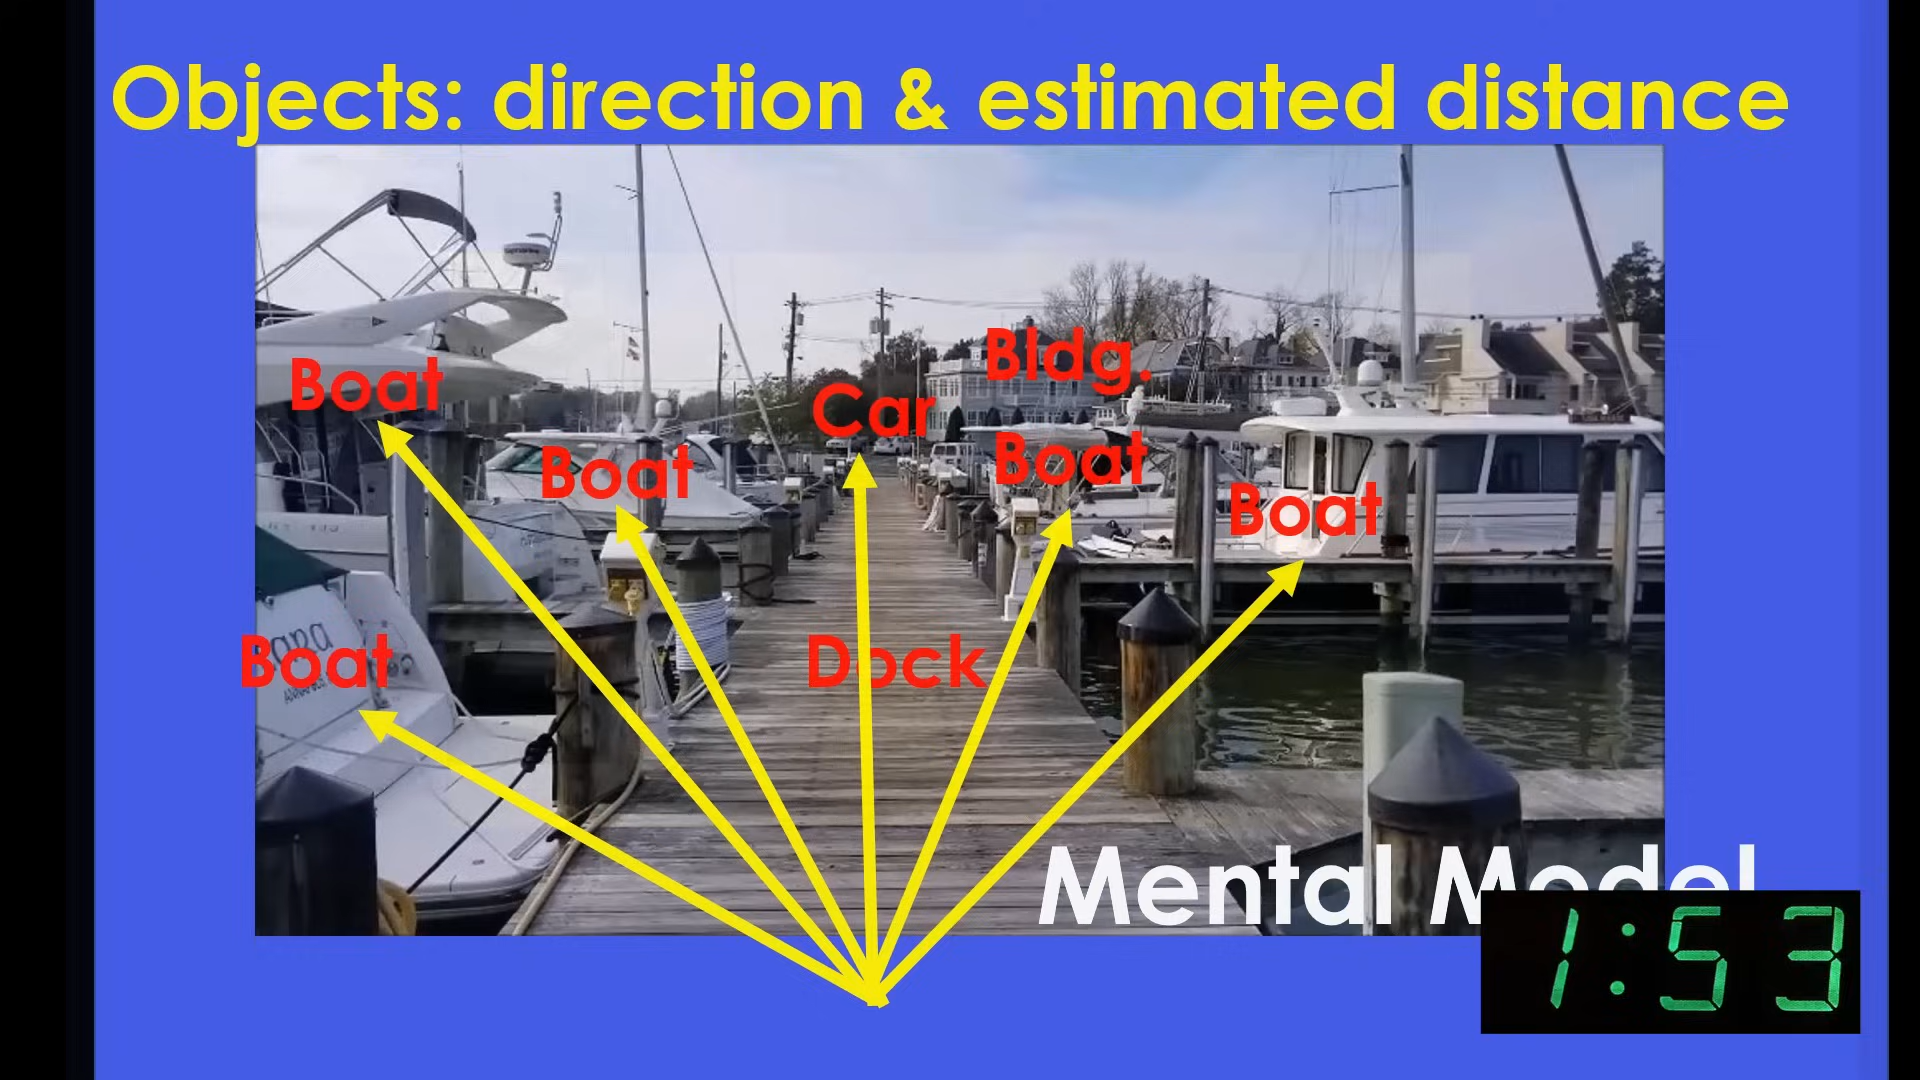 Objects: direction & estimated distance
Bldg.
Boat
Car
Boat
Boat
Boat
Boat
Dock
Mental Model
1:53